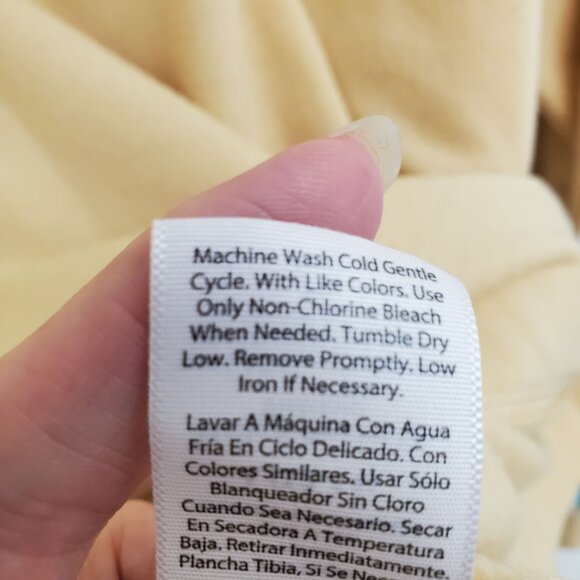 Machine Wash Cold Gentle
Cycle. With Like Colors. Use
Only Non-Chlorine Bleach
When Needed. Tumble Dry
Low. Remove Promptly. Low
Iron If Necessary.
Lavar A Máquina Con Agua
Fría En Ciclo Delicado. Con
Colores Similares. Usar Sólo
Blanqueador Sin Cloro
Cuando Sea Necesario. Secar
En Secadora A Temperatura
Baja. Retirar Inmediatamente.
Plancha Tibia, Si Se